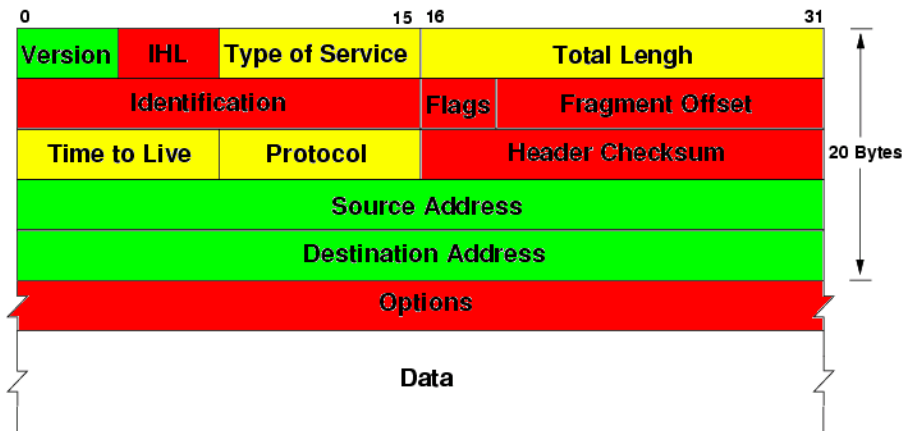 0 15 16 31
Version IHL Type of Service Total Lengh
Identification Flags Fragment Offset
Time to Live Protocol Header Checksum 20 Bytes
Source Address
Destination Address
Options
Data